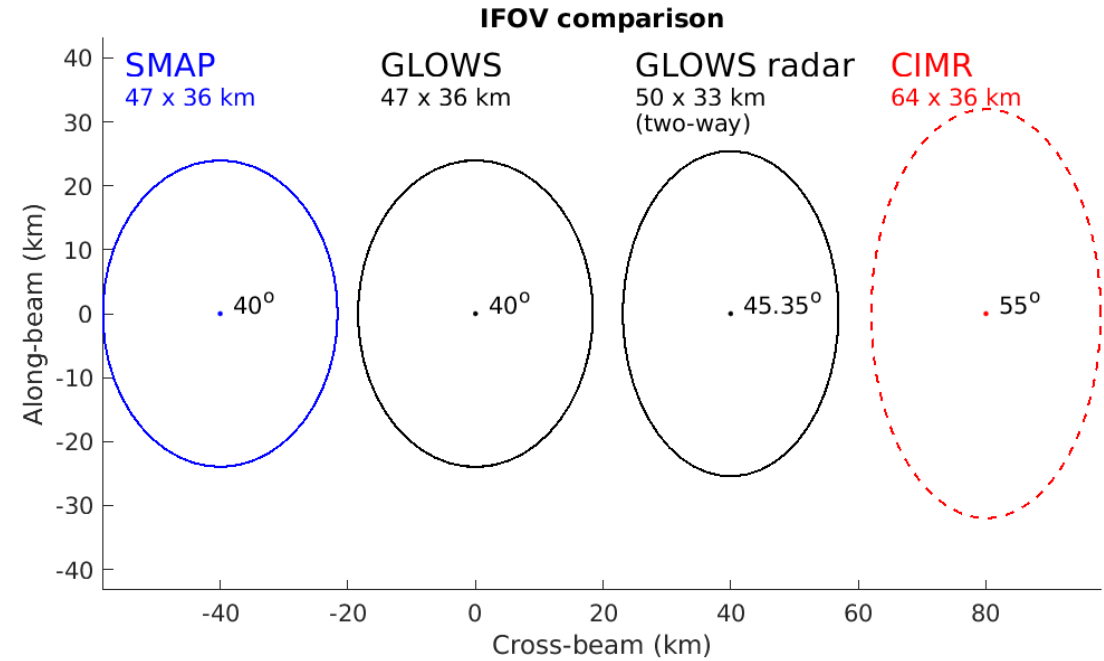 IFOV comparison
SMAP
47 x 36 km
GLOWS
47 x 36 km
GLOWS radar
50 x 33 km
(two-way)
CIMR
64 x 36 km
40
30
20
10
0
-10
-20
-30
-40
Along-beam (km)
40°
40°
45.35°
55°
-40
-20
0
20
40
60
80
Cross-beam (km)